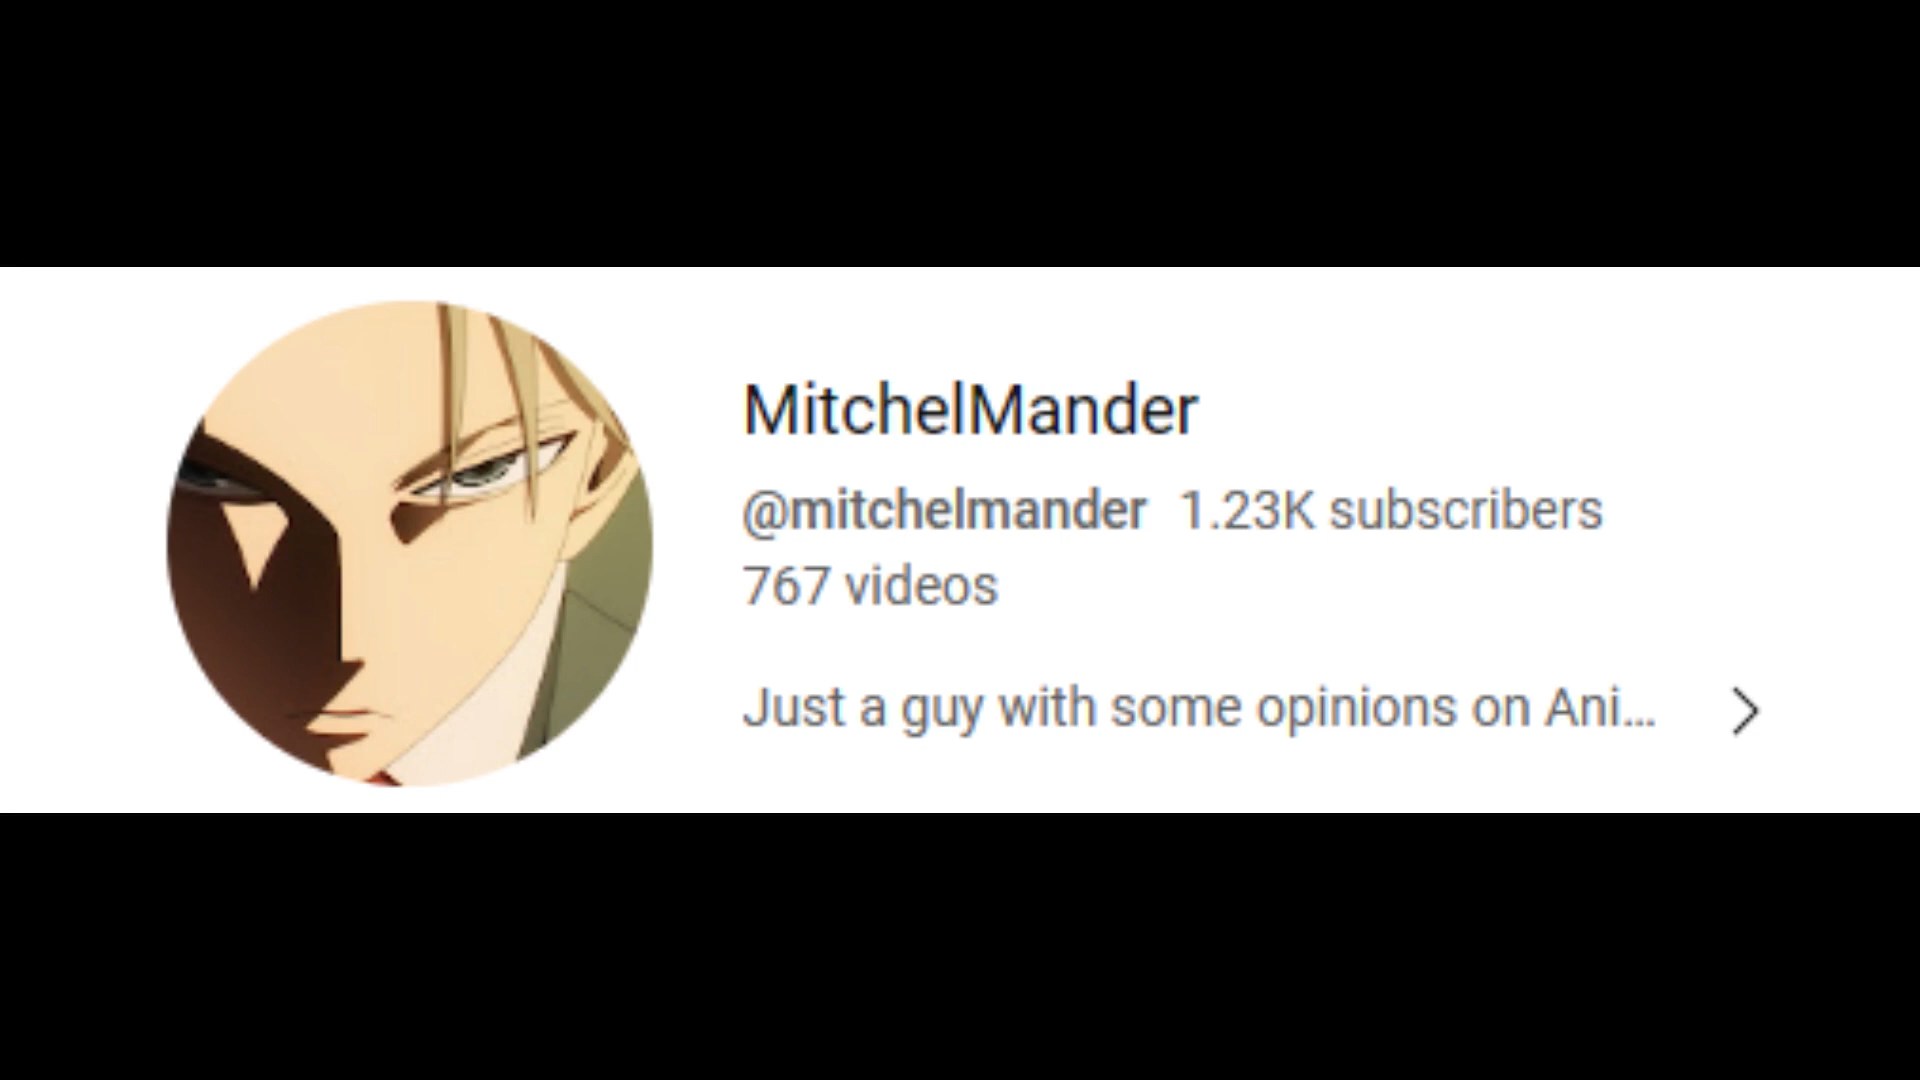 MitchelMander
@mitchelmander 1.23K subscribers
767 videos
Just a guy with some opinions on Ani...